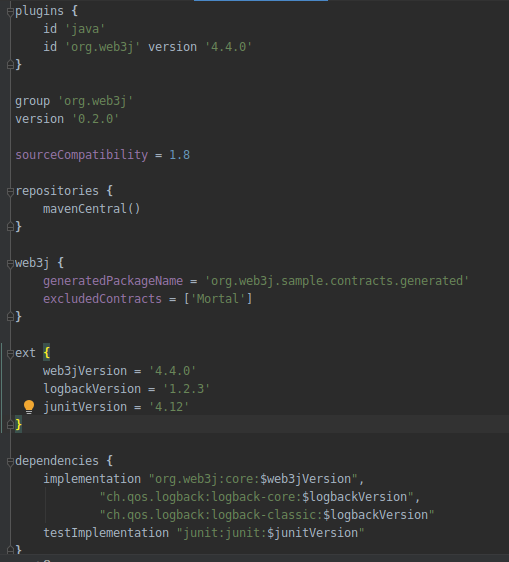 plugins {
    id 'java'
    id 'org.web3j' version '4.4.0'
}

group 'org.web3j'
version '0.2.0'

sourceCompatibility = 1.8

repositories {
    mavenCentral()
}

web3j {
    generatedPackageName = 'org.web3j.sample.contracts.generated'
    excludedContracts = ['Mortal']
}

ext {
    web3jVersion = '4.4.0'
    logbackVersion = '1.2.3'
    junitVersion = '4.12'
}

dependencies {
    implementation "org.web3j:core:$web3jVersion",
            "ch.qos.logback:logback-core:$logbackVersion",
            "ch.qos.logback:logback-classic:$logbackVersion"
    testImplementation "junit:junit:$junitVersion"
}